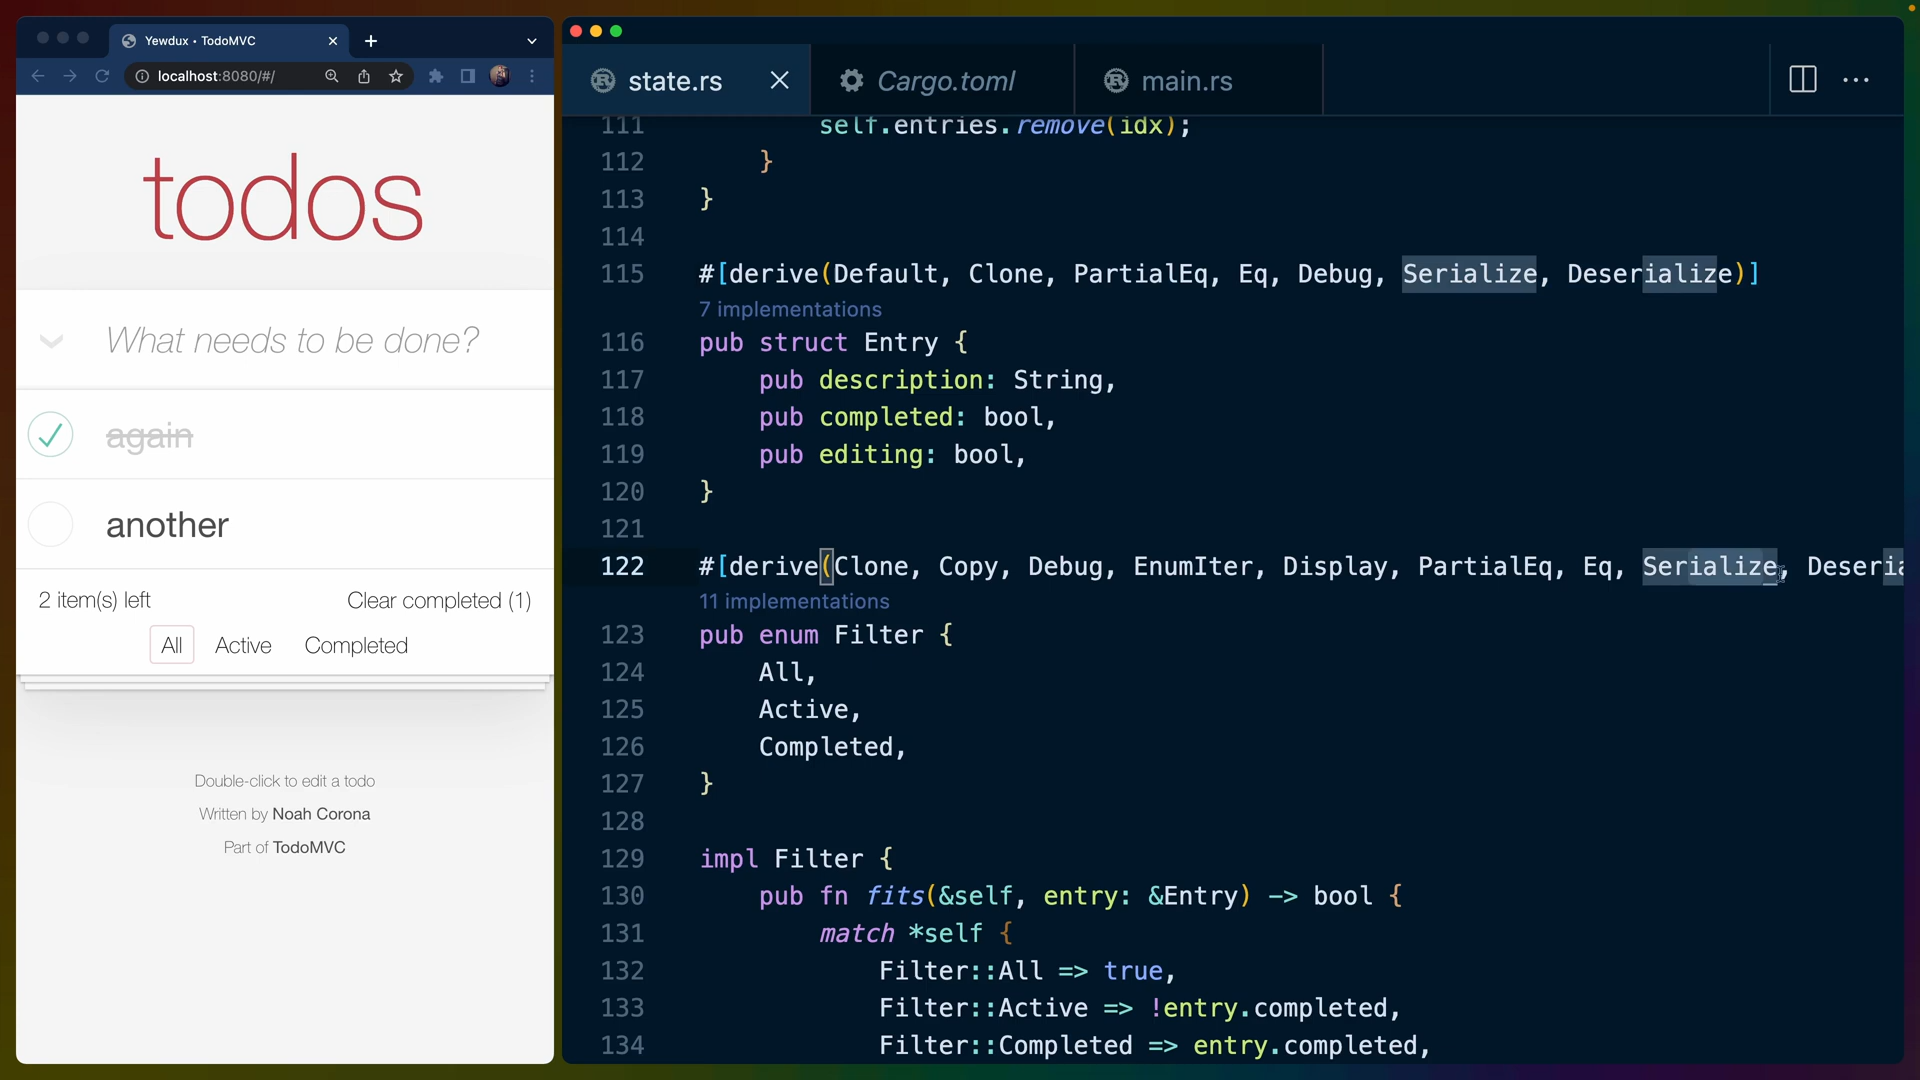 Yewdux • TodoMVC
localhost:8080/#/
todos
What needs to be done?
again
another
2 item(s) left
Clear completed (1)
All
Active
Completed
Double-click to edit a todo
Written by Noah Corona
Part of TodoMVC
state.rs
Cargo.toml
main.rs
111 self.entries.remove(idx);
112 }
113 }
114
115 #[derive(Default, Clone, PartialEq, Eq, Debug, Serialize, Deserialize)]
7 implementations
116 pub struct Entry {
117 pub description: String,
118 pub completed: bool,
119 pub editing: bool,
120 }
121
122 #[derive(Clone, Copy, Debug, EnumIter, Display, PartialEq, Eq, Serialize, Deseria
11 implementations
123 pub enum Filter {
124 All,
125 Active,
126 Completed,
127 }
128
129 impl Filter {
130 pub fn fits(&self, entry: &Entry) -> bool {
131 match *self {
132 Filter::All => true,
133 Filter::Active => !entry.completed,
134 Filter::Completed => entry.completed,